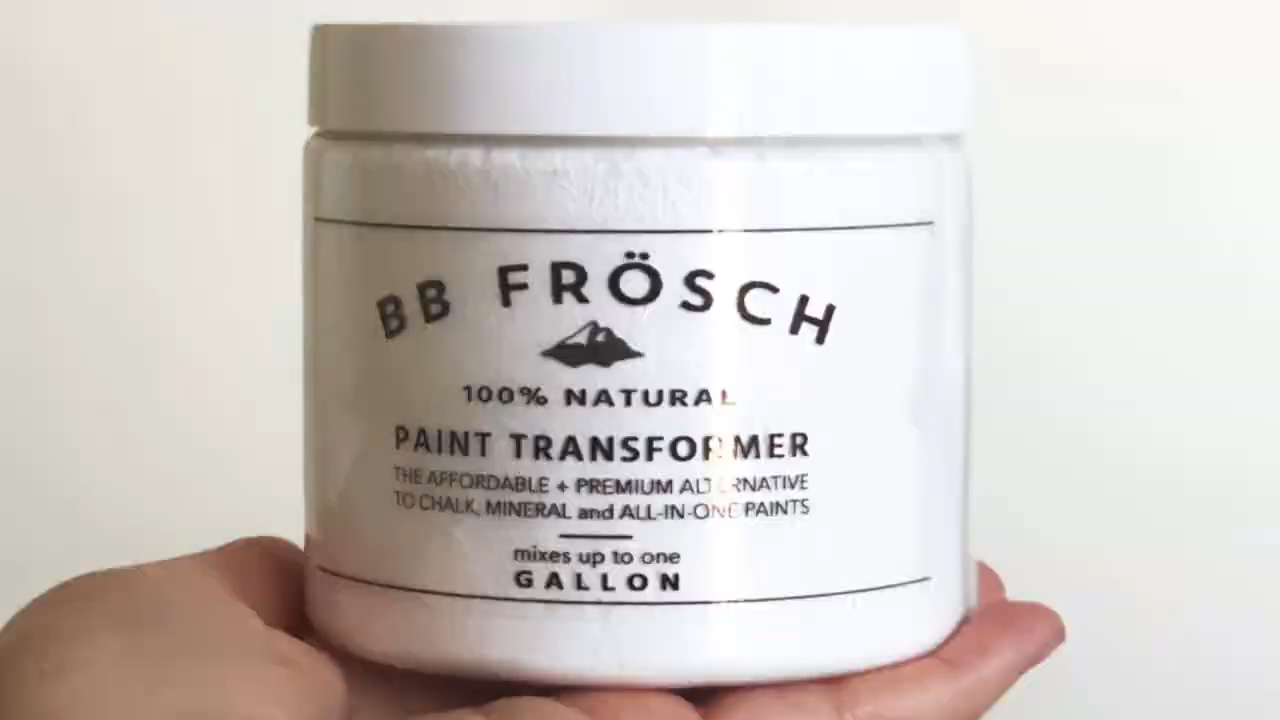 BB FRÖSCH
100% NATURAL
PAINT TRANSFORMER
THE AFFORDABLE + PREMIUM ALTERNATIVE
TO CHALK, MINERAL and ALL-IN-ONE PAINTS
mixes up to one
GALLON